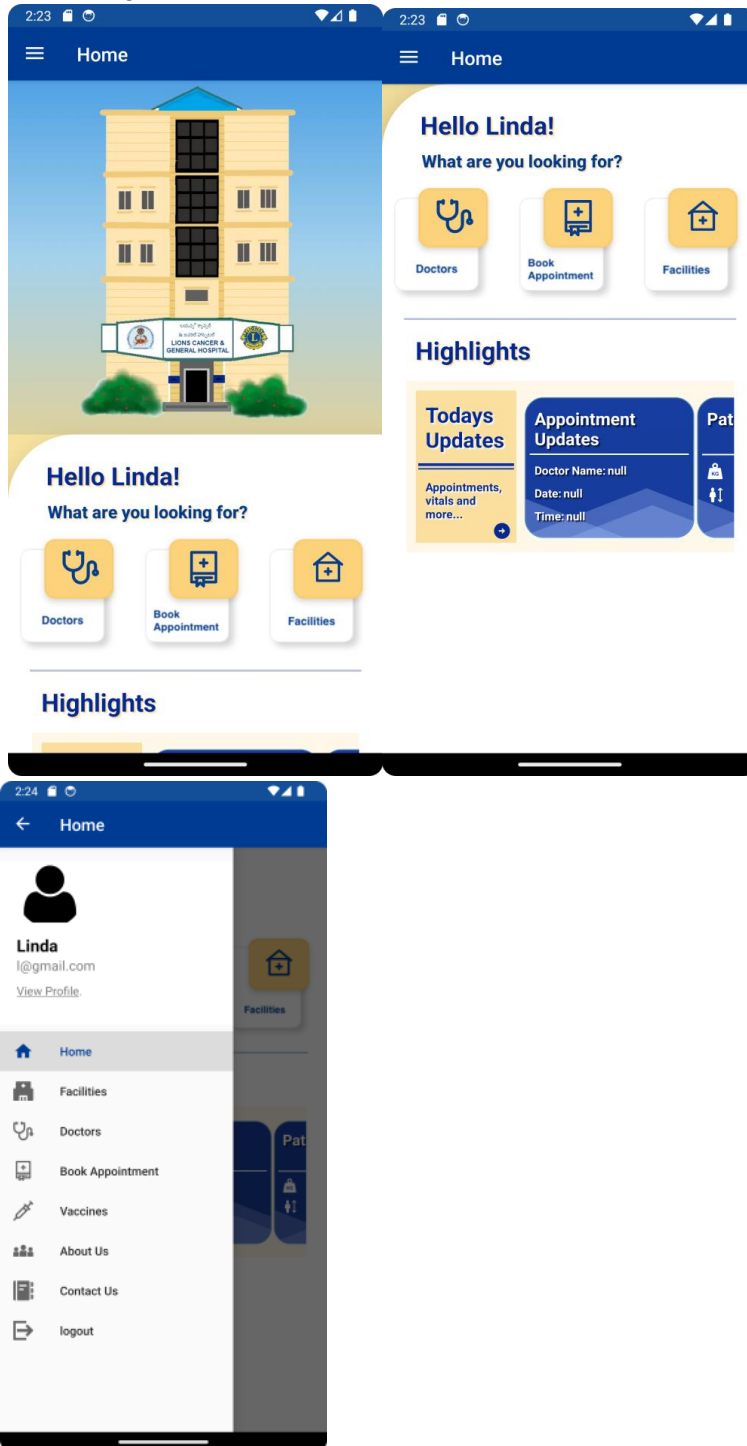 2:23
Home
LIONS CANCER &
GENERAL HOSPITAL
Hello Linda!
What are you looking for?
Doctors
Book
Appointment
Facilities
Highlights
2:23
Home
Hello Linda!
What are you looking for?
Doctors
Book
Appointment
Facilities
Highlights
Todays
Updates
Appointments,
vitals and
more...
Appointment
Updates
Doctor Name: null
Date: null
Time: null
Pat
KG
2:24
Home
Linda
l@gmail.com
View Profile.
Facilities
Pat
Home
Facilities
Doctors
Book Appointment
Vaccines
About Us
Contact Us
logout